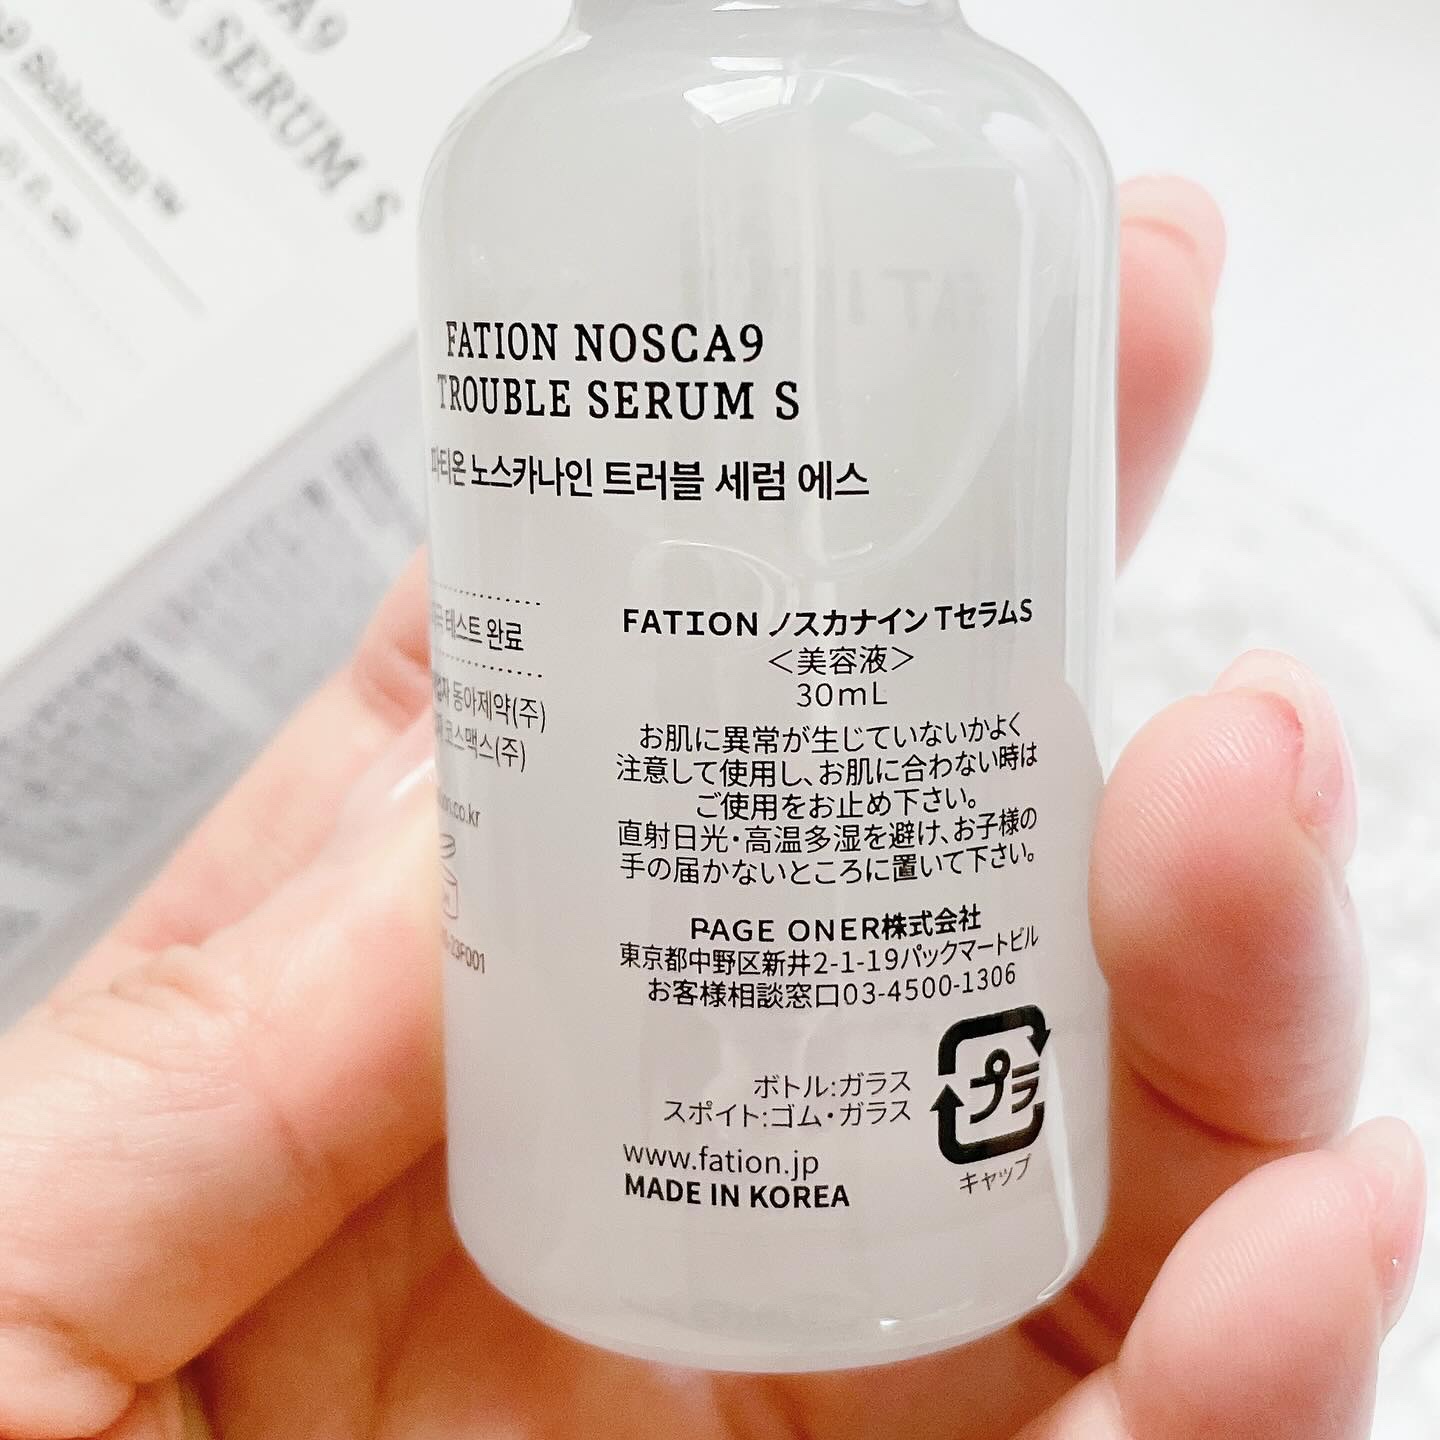 SERUM S
Solution™
FATION NOSCA9
TROUBLE SERUM S
파티온 노스카나인 트러블 세럼 에스
테스트 완료
동아제약(주)
코스맥스(주)
.co.kr
23F001
FATION ノスカナイン TセラムS
＜美容液＞
30mL
お肌に異常が生じていないかよく
注意して使用し、お肌に合わない時は
ご使用をお止め下さい。
直射日光・高温多湿を避け、お子様の
手の届かないところに置いて下さい。
PAGE ONER株式会社
東京都中野区新井2-1-19パックマートビル
お客様相談窓口03-4500-1306
ボトル:ガラス
スポイト:ゴム・ガラス
プラ
キャップ
www.fation.jp
MADE IN KOREA